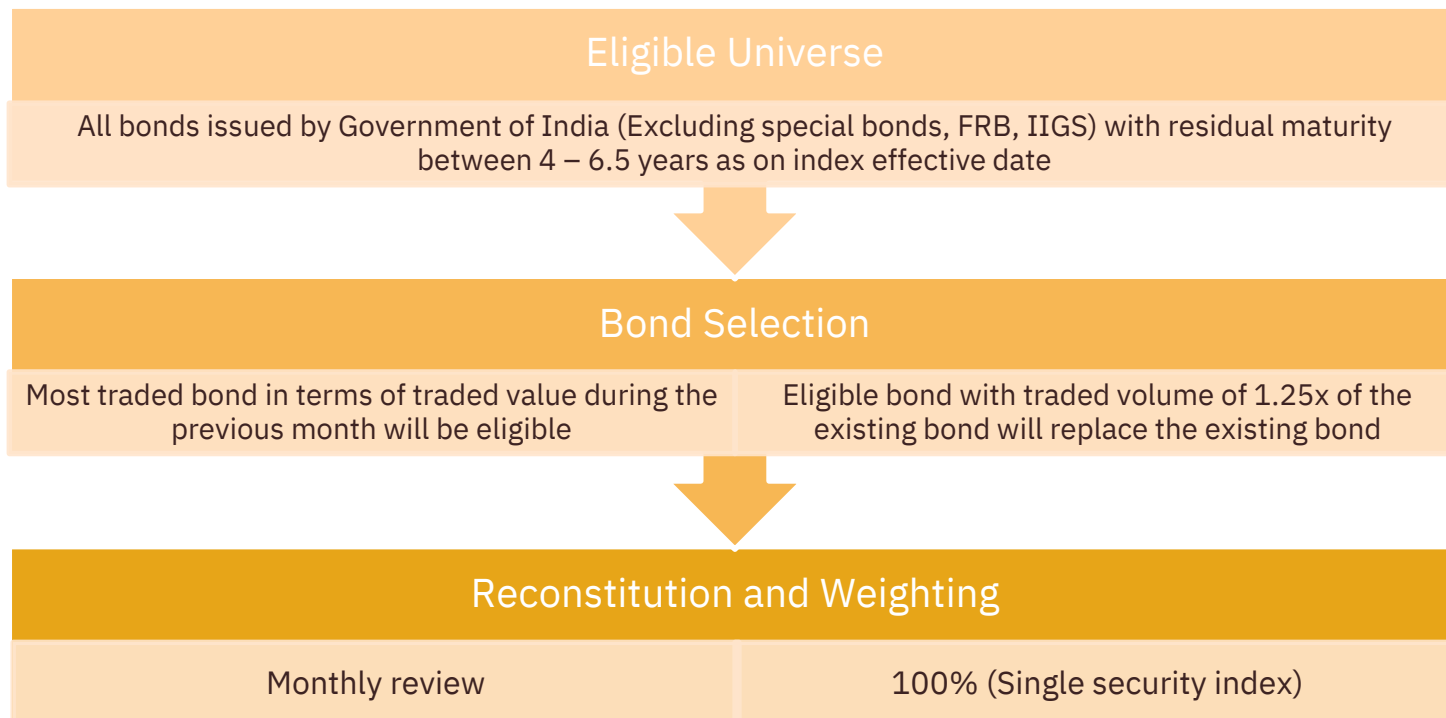 Eligible Universe
All bonds issued by Government of India (Excluding special bonds, FRB, IIGS) with residual maturity
between 4 – 6.5 years as on index effective date
Bond Selection
Most traded bond in terms of traded value during the
previous month will be eligible
Eligible bond with traded volume of 1.25x of the
existing bond will replace the existing bond
Reconstitution and Weighting
Monthly review
100% (Single security index)